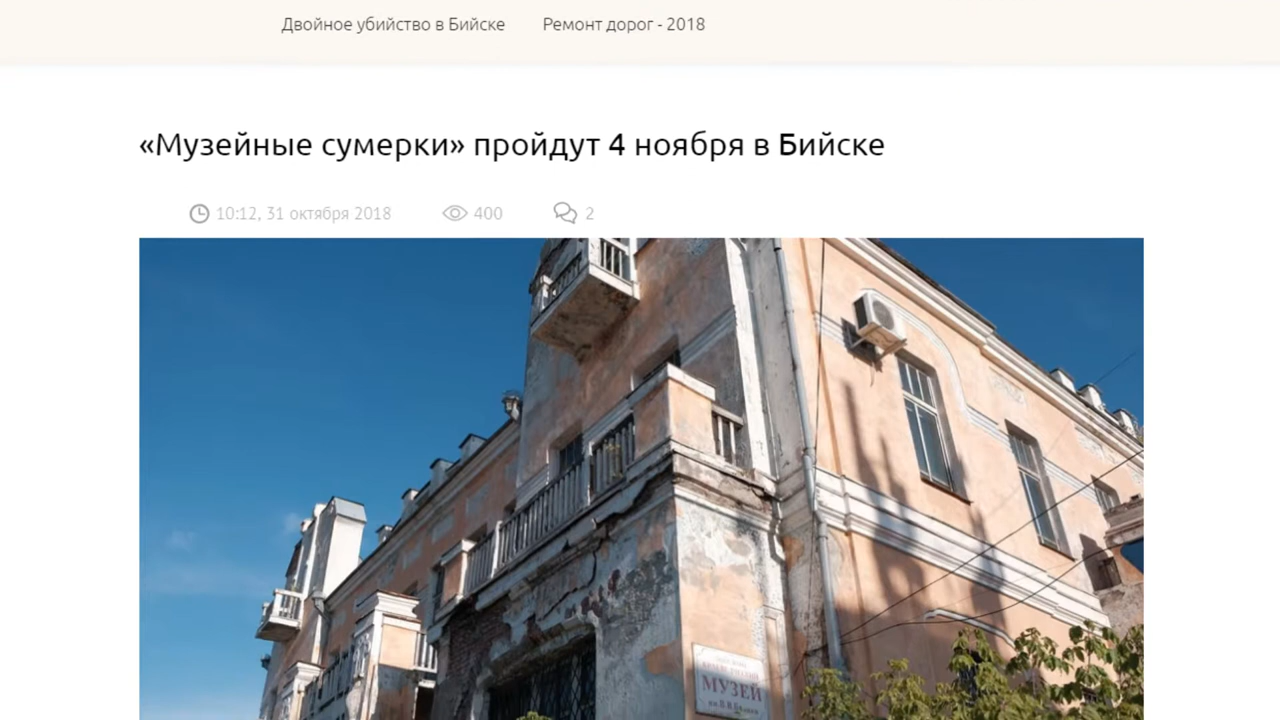 Двойное убийство в Бийске Ремонт дорог - 2018
«Музейные сумерки» пройдут 4 ноября в Бийске
10:12, 31 октября 2018 400 2
МУЗЕЙ